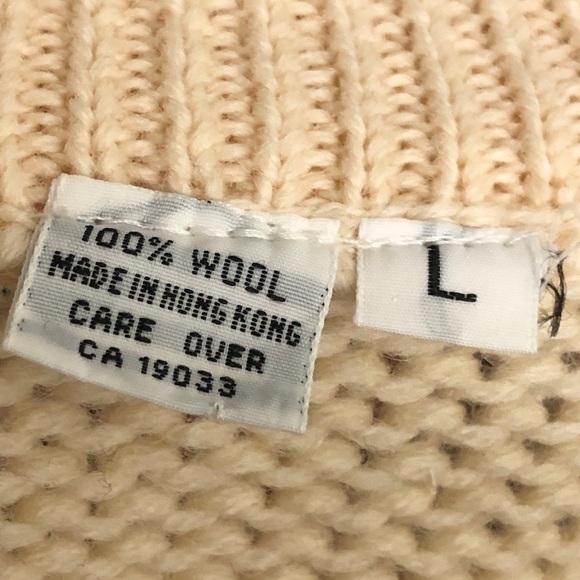 100% WOOL
MADE IN HONG KONG
CARE OVER
CA 19033
L